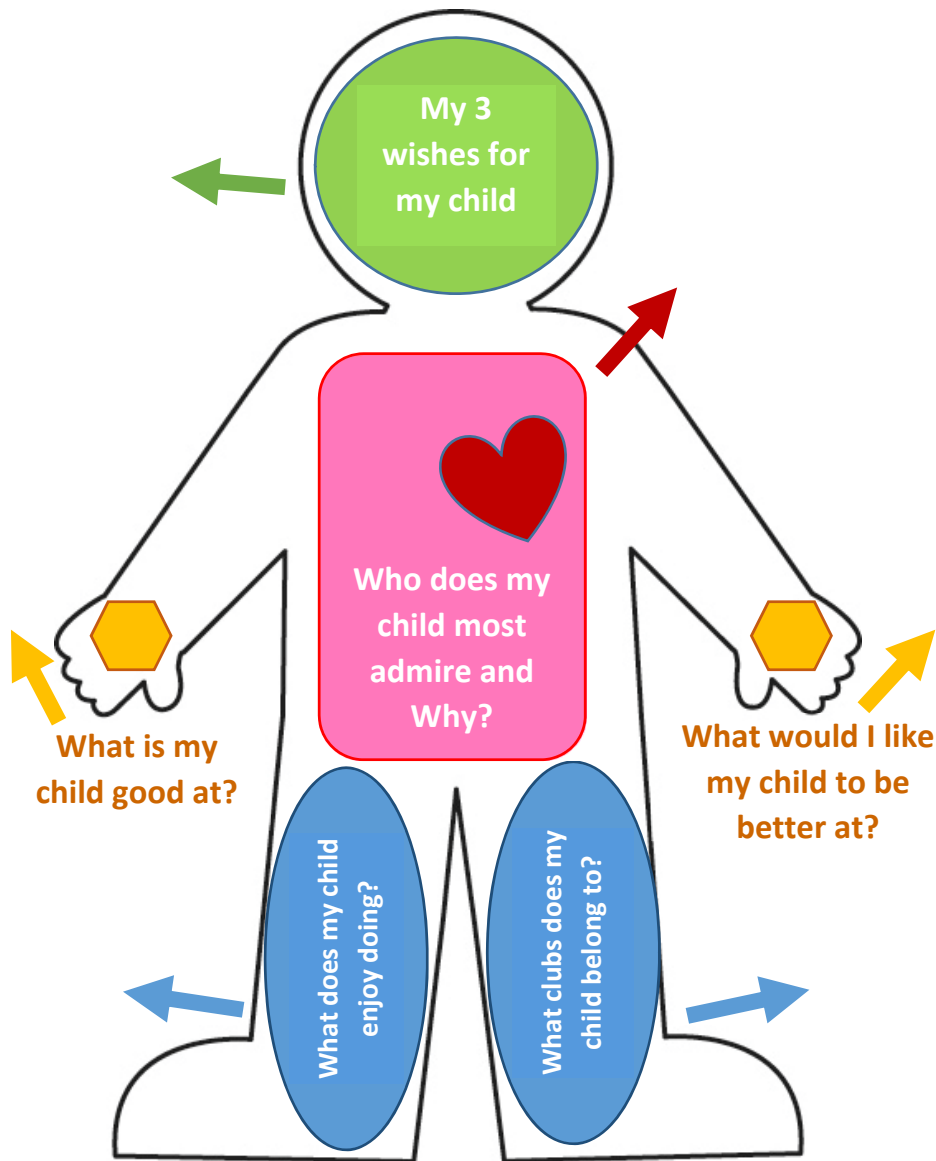 My 3
wishes for
my child
Who does my
child most
admire and
Why?
What is my
child good at?
What would I like
my child to be
better at?
What does my child
enjoy doing?
What clubs does my
child belong to?